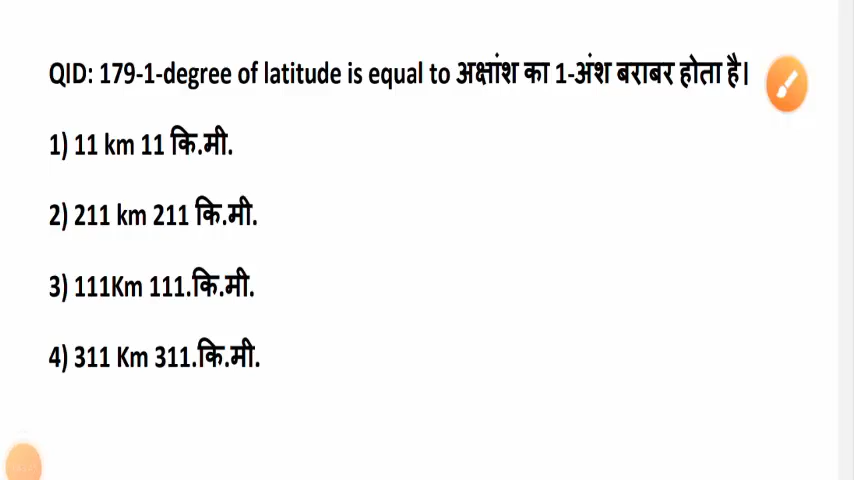 QID: 179-1-degree of latitude is equal to अक्षांश का 1-अंश बराबर होता है।
1) 11 km 11 कि.मी.
2) 211 km 211 कि.मी.
3) 111Km 111.कि.मी.
4) 311 Km 311.कि.मी.